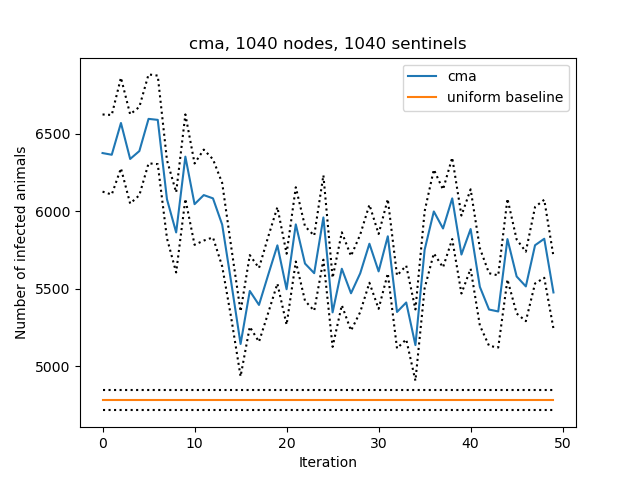 cma, 1040 nodes, 1040 sentinels
cma
uniform baseline
Number of infected animals
6500
6000
5500
5000
0 10 20 30 40 50
Iteration